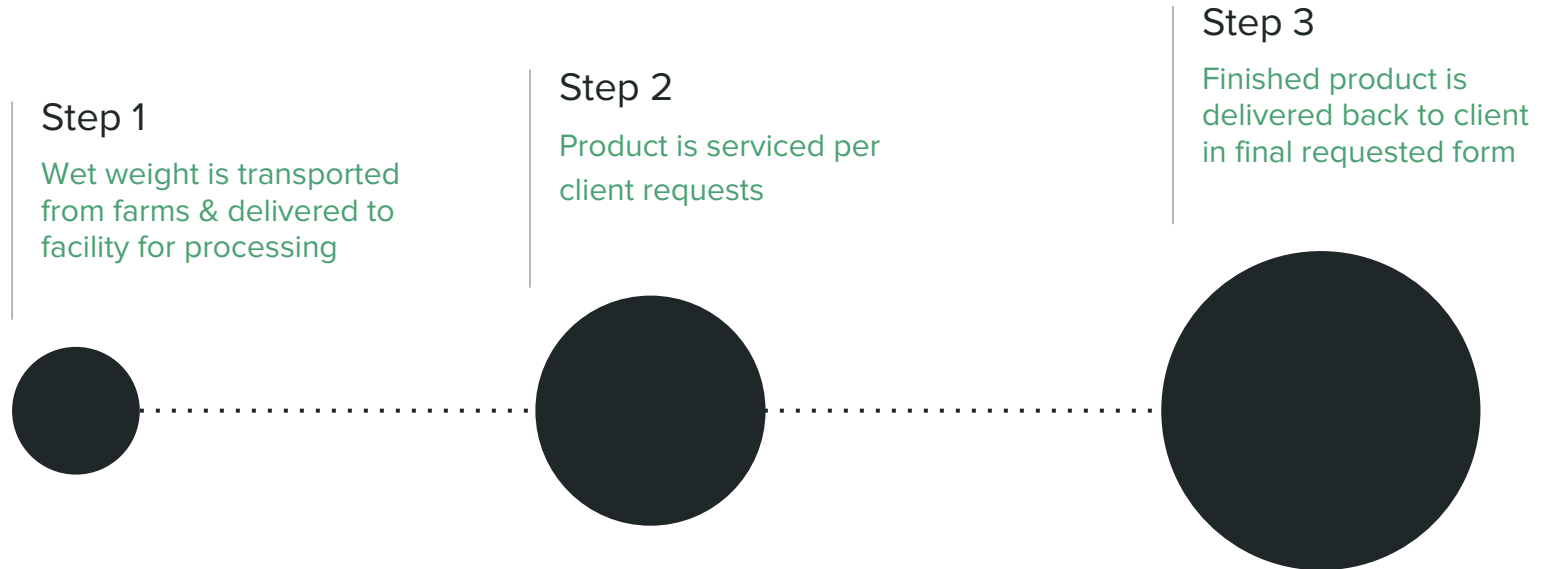 Step 1
Wet weight is transported
from farms & delivered to
facility for processing
Step 2
Product is serviced per
client requests
Step 3
Finished product is
delivered back to client
in final requested form